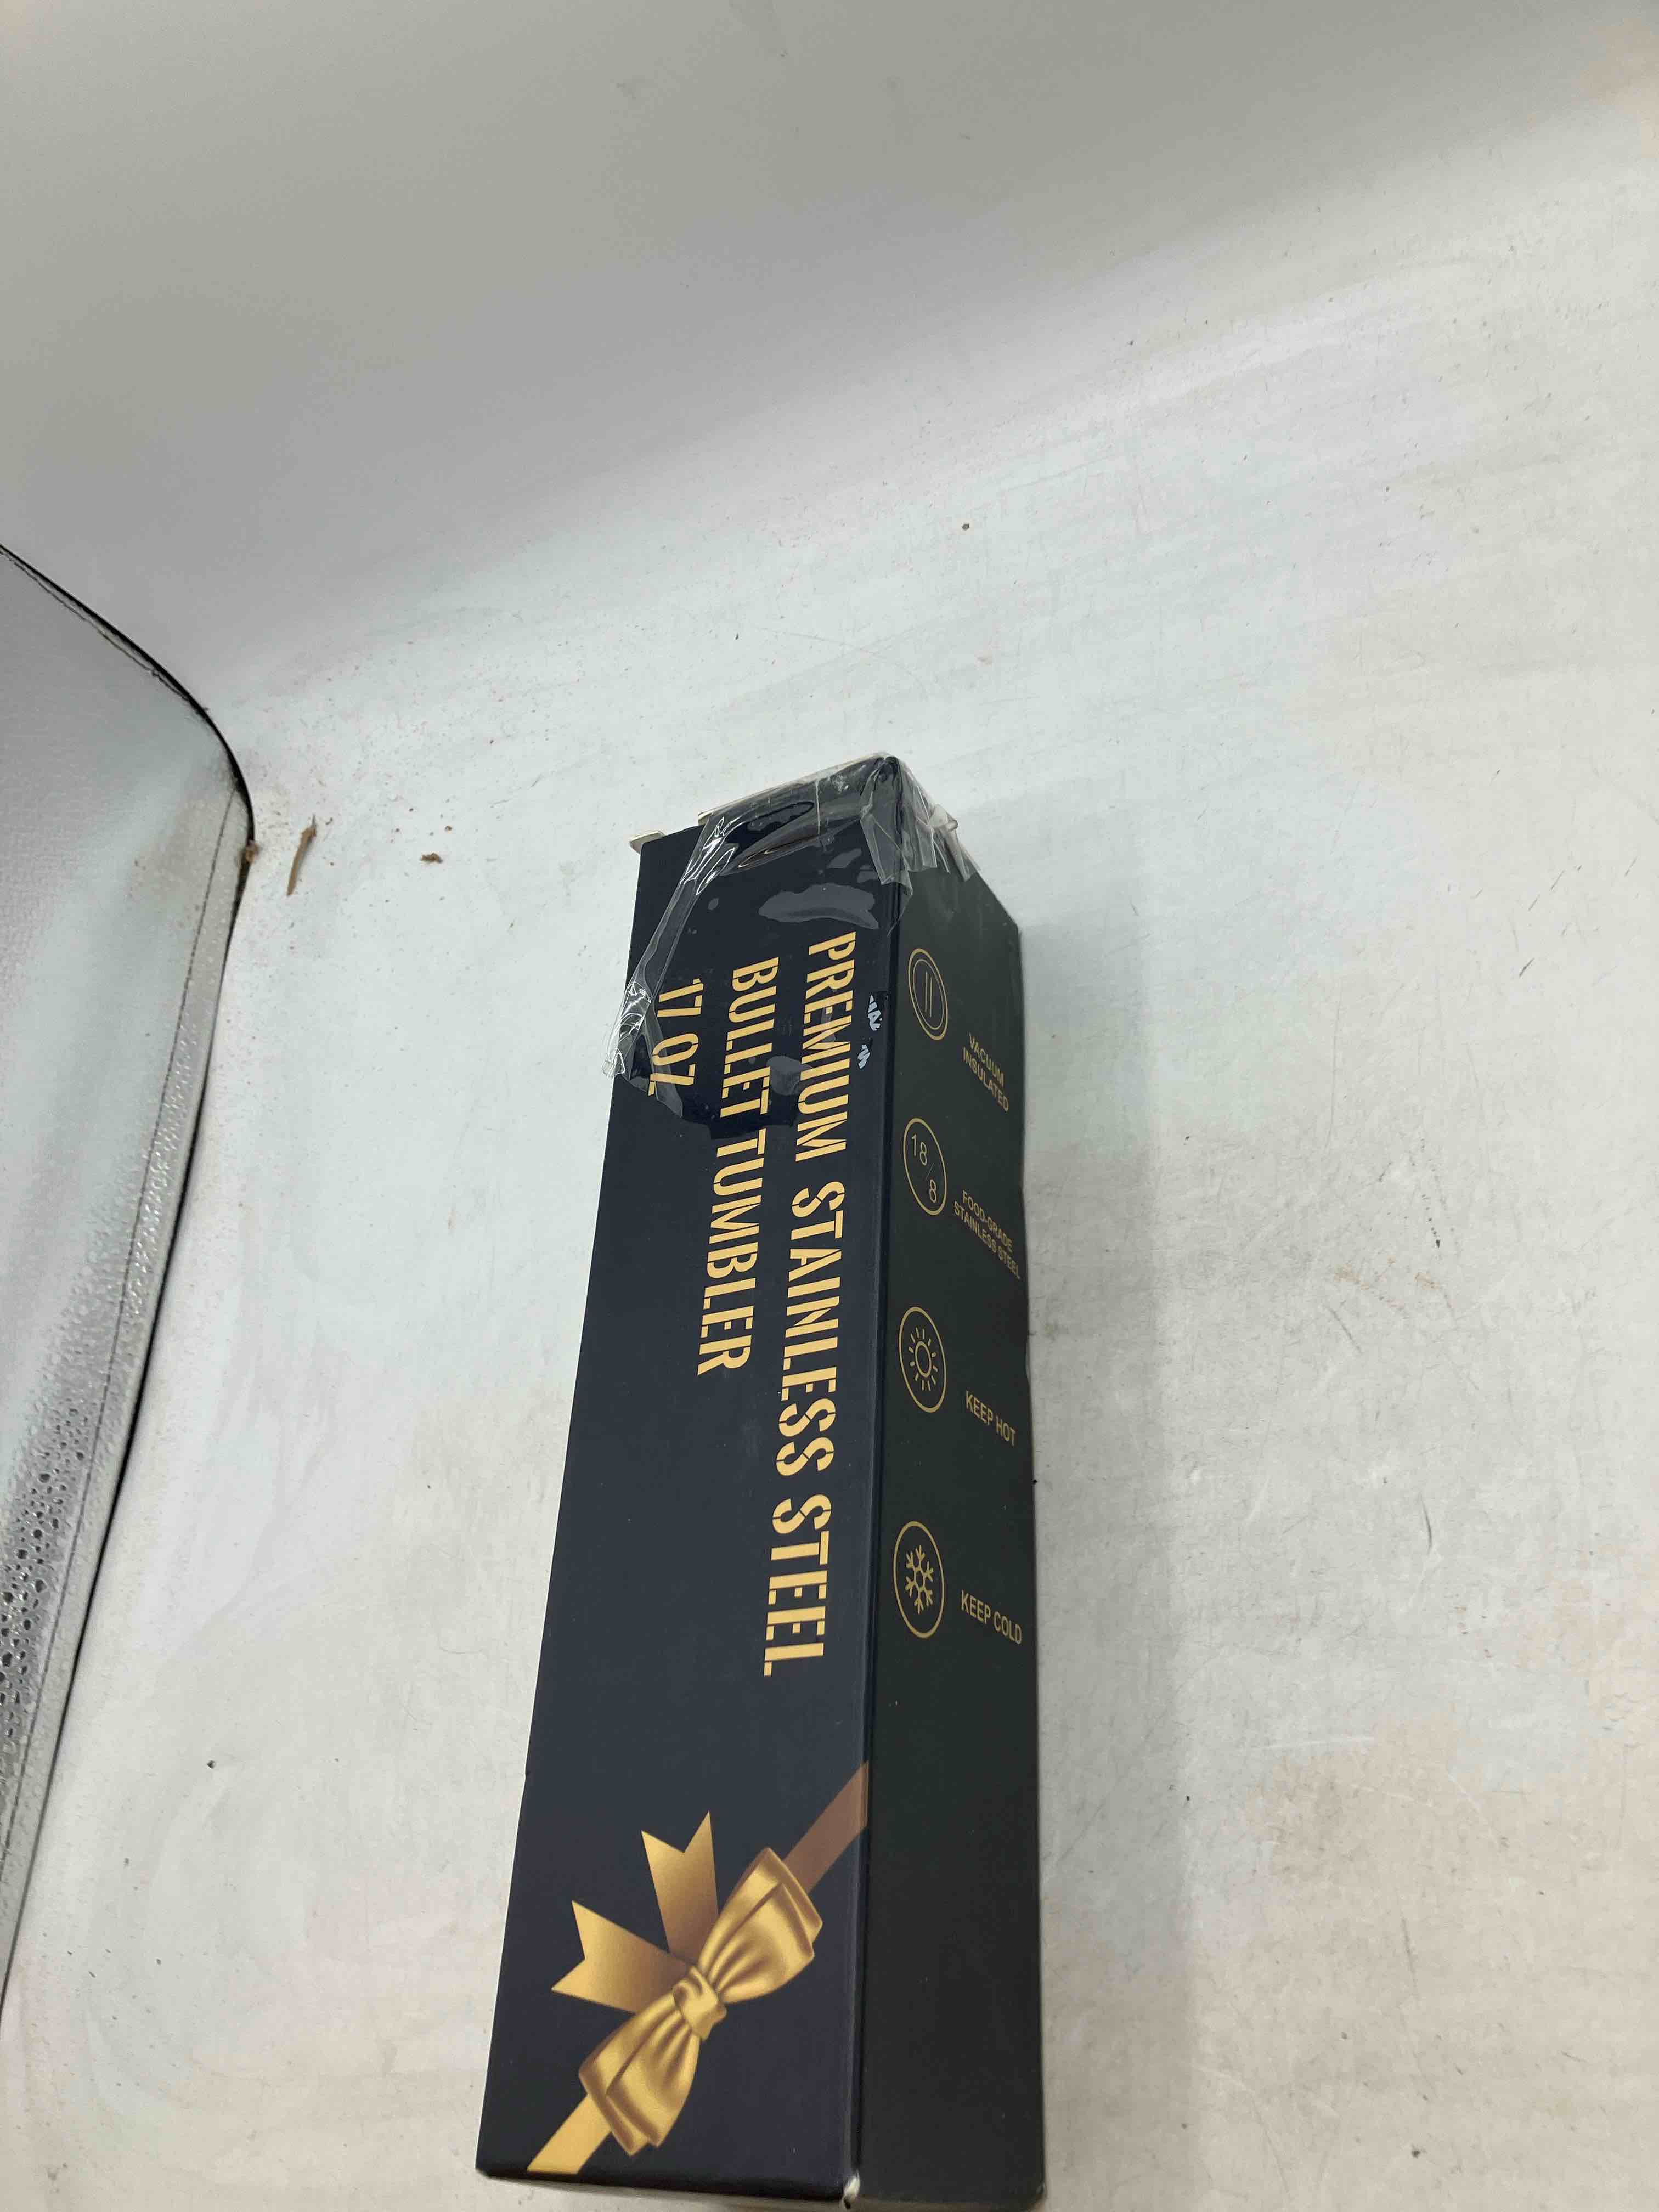 PREMIUM STAINLESS STEEL
BULLET TUMBLER
17 OZ
VACUUM
INSULATED
18/8
FOOD-GRADE
STAINLESS STEEL
KEEP HOT
KEEP COLD